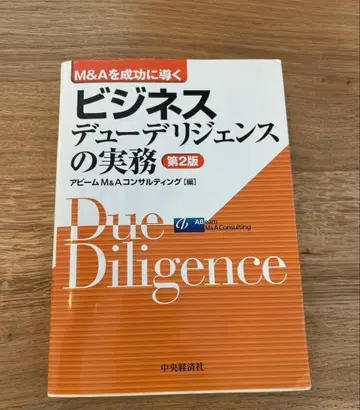 M&Aを成功に導く
ビジネス
デューデリジェンス
の実務 第2版
アビームM&Aコンサルティング[編]
Due
ABeam
M&A Consulting
Diligence
中央経済社